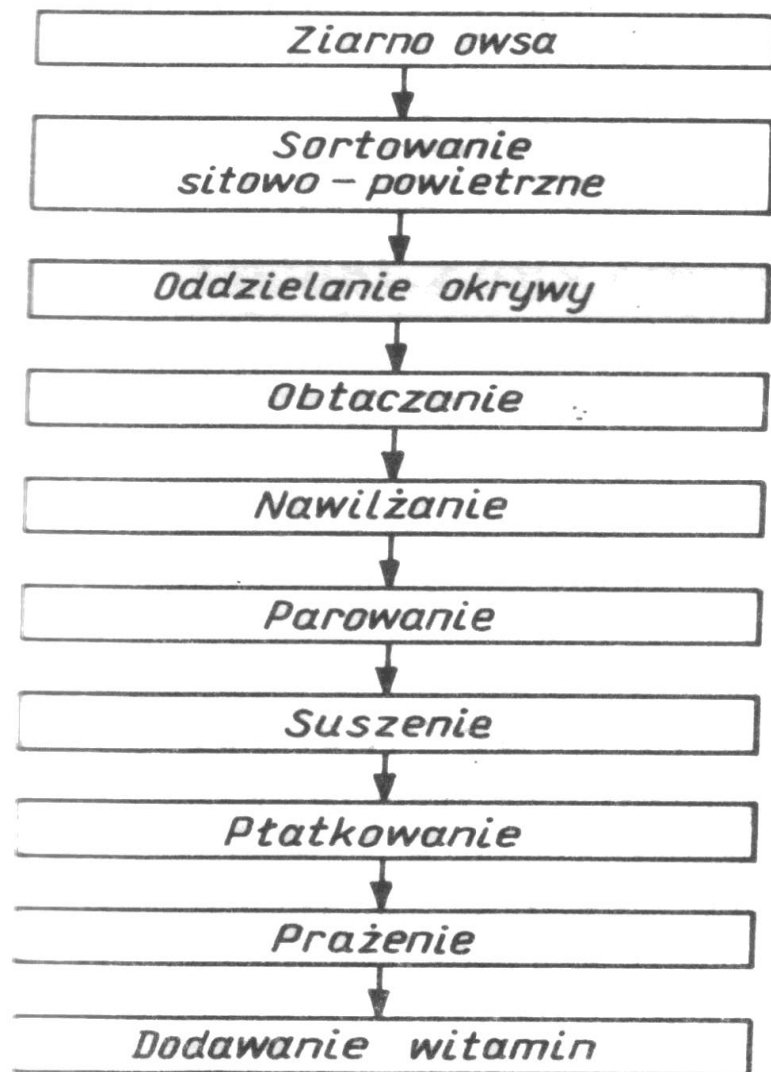 Ziarno owsa
Sortowanie
sitowo – powietrzne
Oddzielanie okrywy
Obtaczanie
Nawilżanie
Parowanie
Suszenie
Płatkowanie
Prażenie
Dodawanie witamin